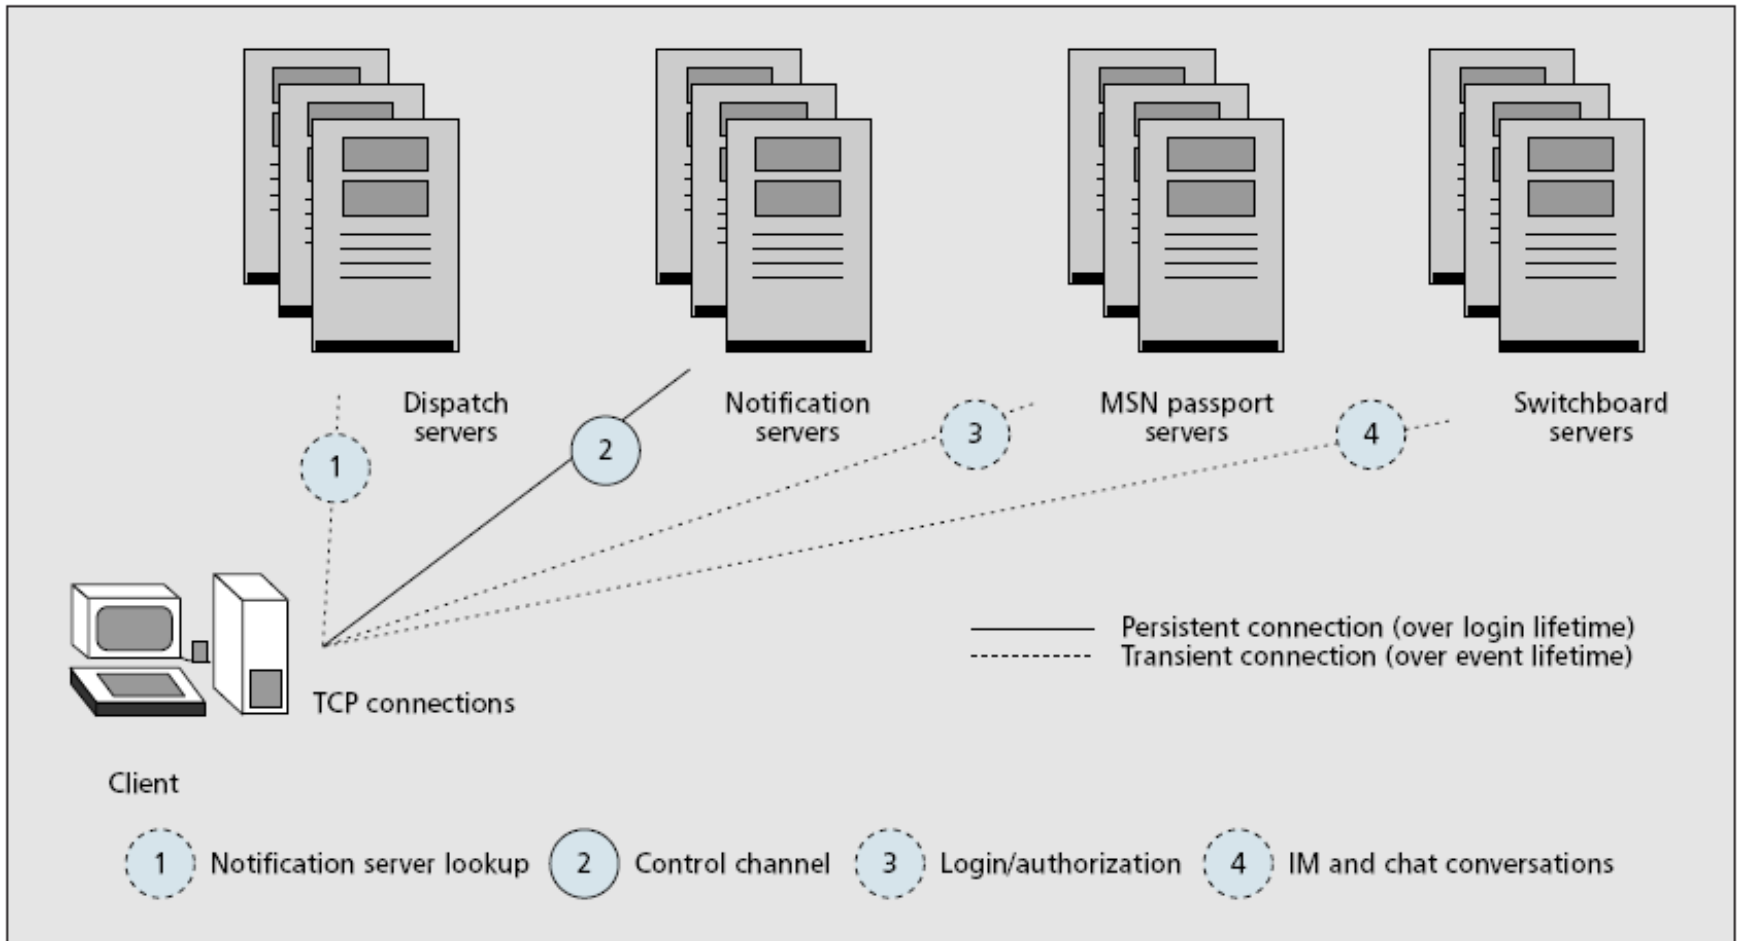 Dispatch
servers
Notification
servers
MSN passport
servers
Switchboard
servers
1
2
3
4
Persistent connection (over login lifetime)
Transient connection (over event lifetime)
TCP connections
Client
1 Notification server lookup
2 Control channel
3 Login/authorization
4 IM and chat conversations